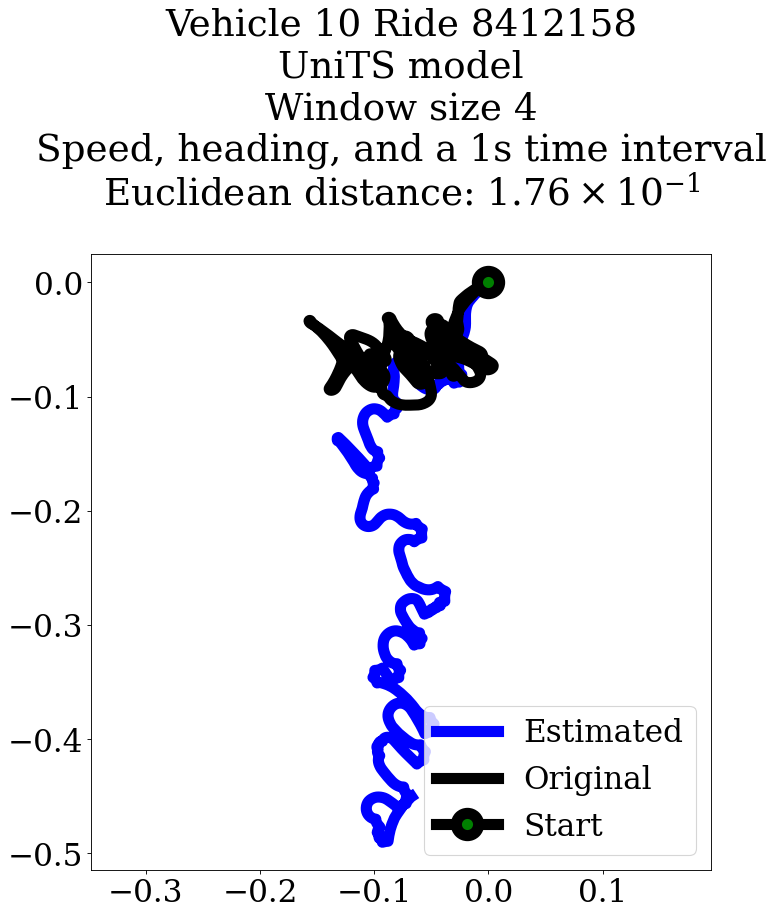 Vehicle 10 Ride 8412158
UniTS model
Window size 4
Speed, heading, and a 1s time interval
Euclidean distance: 1.76 × 10⁻¹
0.0
−0.1
−0.2
−0.3
−0.4
−0.5
Estimated
Original
Start
−0.3 −0.2 −0.1 0.0 0.1